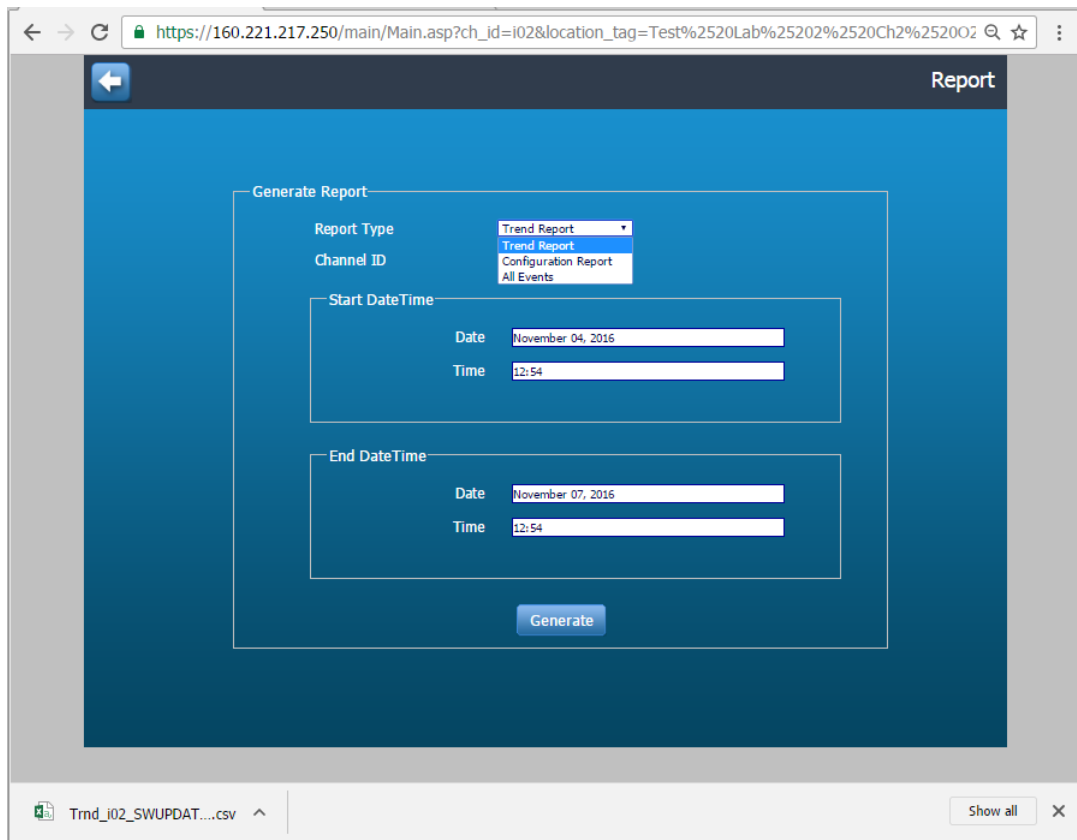 https://160.221.217.250/main/Main.asp?ch_id=i02&location_tag=Test%2520Lab%25202%2520Ch2%2520O2
Report
Generate Report
Report Type Trend Report
Trend Report
Configuration Report
All Events
Channel ID
Start DateTime
Date November 04, 2016
Time 12:54
End DateTime
Date November 07, 2016
Time 12:54
Generate
Trnd_i02_SWUPDAT....csv Show all